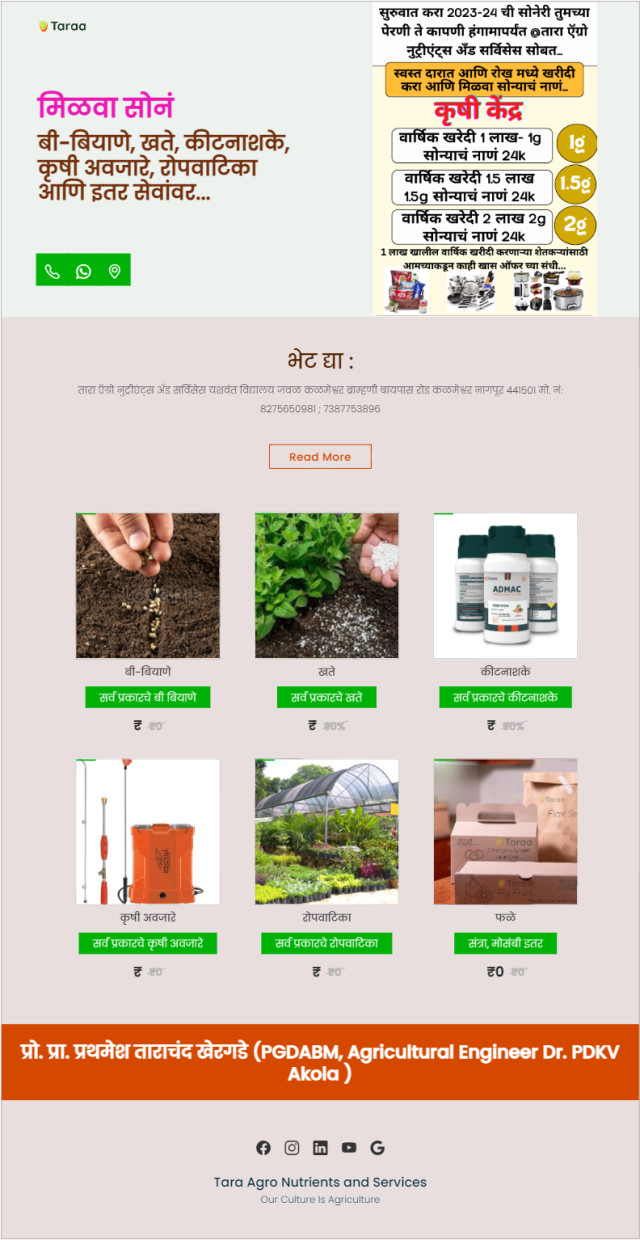 Taraa
सुरुवात करा 2023-24 ची सोनेरी तुमच्या
पेरणी ते कापणी हंगामापर्यंत @तारा ऍग्रो
नुट्रीएंट्स अँड सर्विसेस सोबत...
स्वस्त दारात आणि रोख मध्ये खरीदी
करा आणि मिळवा सोन्याचं नाणं...
कृषी केंद्र
वार्षिक खरेदी 1 लाख- 1g
सोन्याचं नाणं 24k
1g
वार्षिक खरेदी 1.5 लाख
1.5g सोन्याचं नाणं 24k
1.5g
वार्षिक खरेदी 2 लाख 2g
सोन्याचं नाणं 24k
2g
1 लाख खालील वार्षिक खरीदी करणाऱ्या शेतकऱ्यांसाठी
आमच्याकडून काही खास ऑफर च्या संधी...
मिळवा सोनं
बी-बियाणे, खते, कीटनाशके,
कृषी अवजारे, रोपवाटिका
आणि इतर सेवांवर...
भेट द्या :
तारा ऍग्रो नुट्रीएंट्स अँड सर्विसेस यशवंत विद्यालय जवळ कळमेश्वर ब्राम्हणी बायपास रोड कळमेश्वर नागपूर 441501 मो. नं:
8275650981 ; 7387753896
Read More
Taraa
ADMAC
बी-बियाणे
खते
कीटनाशके
सर्व प्रकारचे बी बियाणे
सर्व प्रकारचे खते
सर्व प्रकारचे कीटनाशके
₹ ₹0
₹ ₹0%
₹ ₹0%
Taraa
Taraa
Taraa
कृषी अवजारे
रोपवाटिका
फळे
सर्व प्रकारचे कृषी अवजारे
सर्व प्रकारचे रोपवाटिका
संत्रा, मोसंबी इतर
₹ ₹0
₹ ₹0
₹0 ₹0
प्रो. प्रा. प्रथमेश ताराचंद खेरगडे (PGDABM, Agricultural Engineer Dr. PDKV
Akola )
Tara Agro Nutrients and Services
Our Culture Is Agriculture